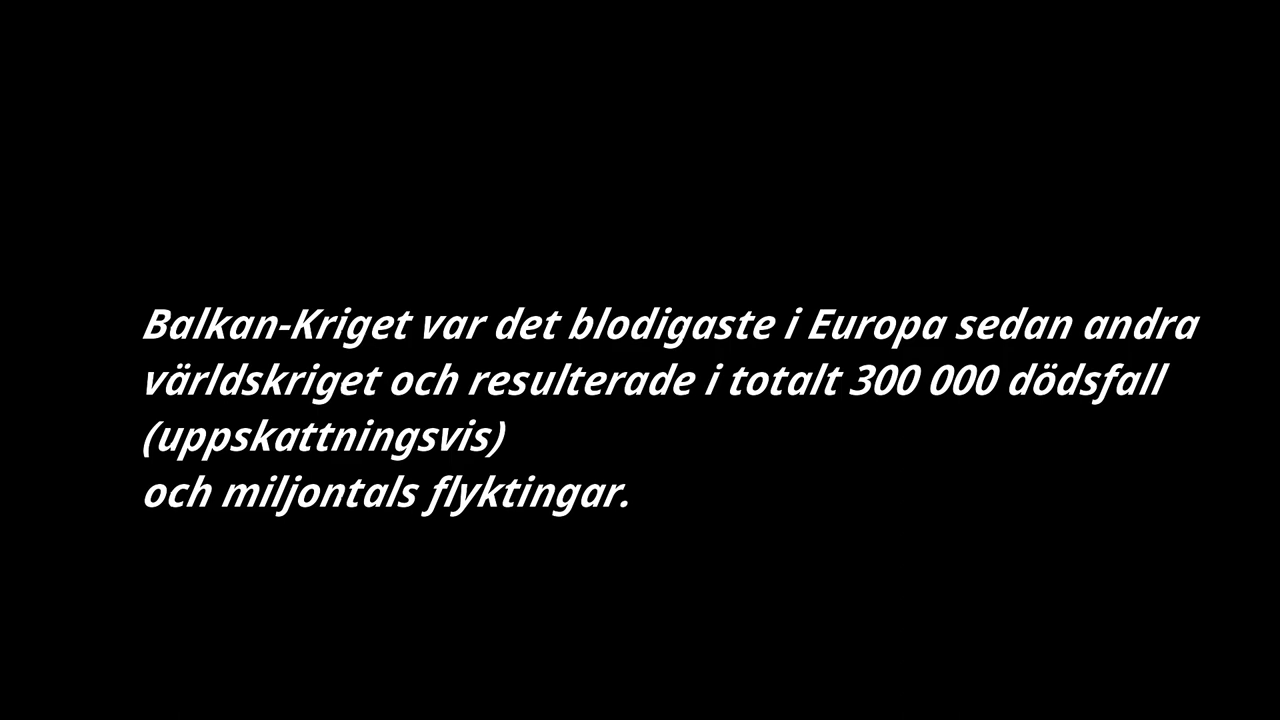 Balkan-Kriget var det blodigaste i Europa sedan andra
världskriget och resulterade i totalt 300 000 dödsfall
(uppskattningsvis)
och miljontals flyktingar.